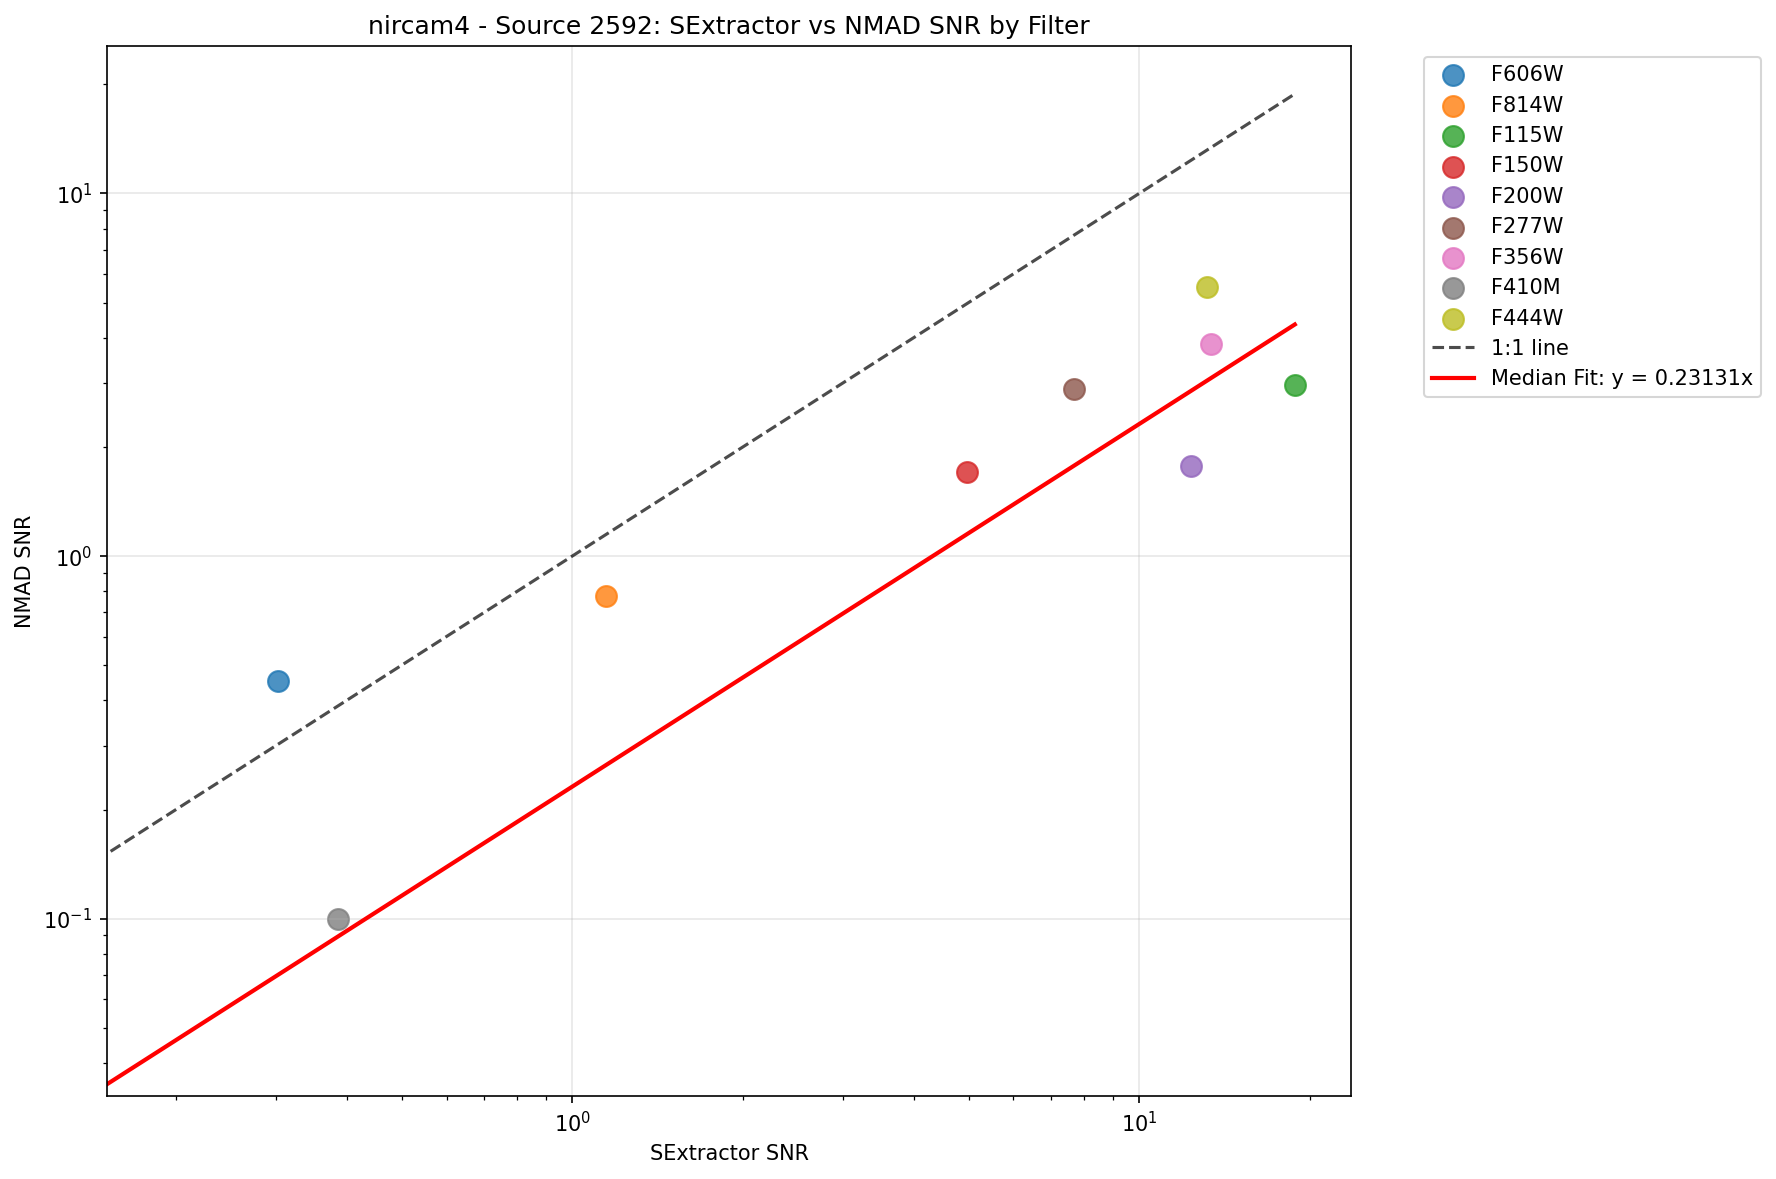 nircam4 - Source 2592: SExtractor vs NMAD SNR by Filter
F606W
F814W
F115W
F150W
F200W
F277W
F356W
F410M
F444W
1:1 line
Median Fit: y = 0.23131x
NMAD SNR
10¹
10⁰
10⁻¹
10⁰
10¹
SExtractor SNR